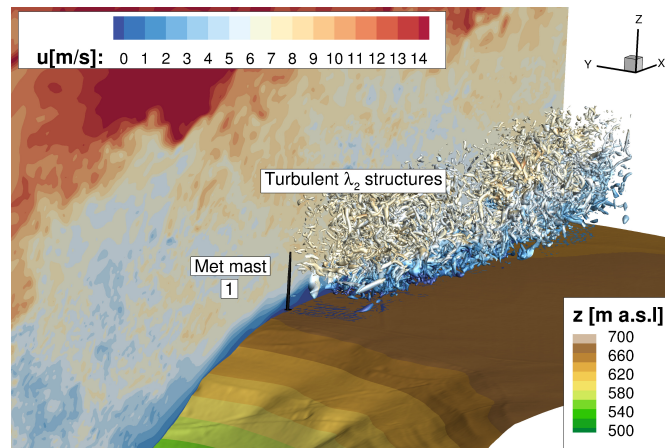 u[m/s]: 0 1 2 3 4 5 6 7 8 9 10 11 12 13 14
Z
Y
X
Turbulent λ₂ structures
Met mast
1
z [m a.s.l]
700
660
620
580
540
500